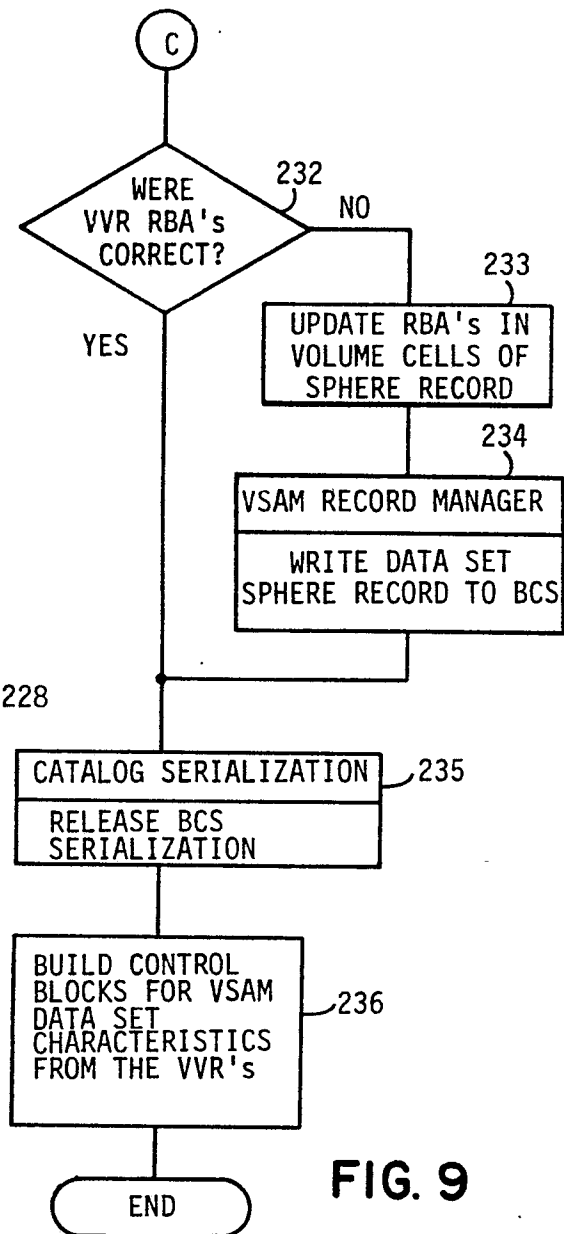 C
WERE
VVR RBA's
CORRECT?
232
NO
YES
233
UPDATE RBA's IN
VOLUME CELLS OF
SPHERE RECORD
234
VSAM RECORD MANAGER
WRITE DATA SET
SPHERE RECORD TO BCS
228
CATALOG SERIALIZATION
235
RELEASE BCS
SERIALIZATION
BUILD CONTROL
BLOCKS FOR VSAM
DATA SET
CHARACTERISTICS
FROM THE VVR's
236
END
FIG. 9